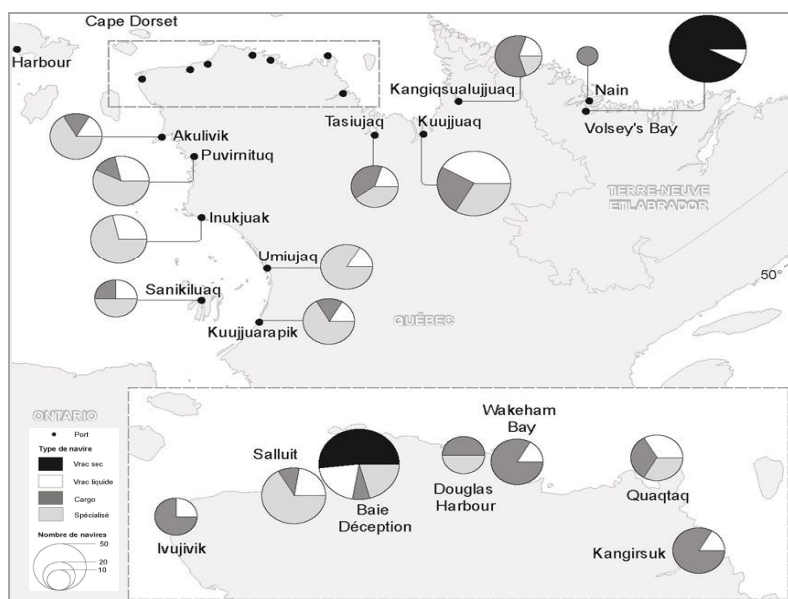 Cape Dorset
Harbour
Kangiqsualujjuaq
Nain
Volsey's Bay
Akulivik
Tasiujaq
Kuujjuaq
Puvirnituq
TERRE-NEUVE
ETLABRADOR
Inukjuak
Umiujaq
Sanikiluaq
50°
Kuujjuarapik
QUÉBEC
ONTARIO
Port
Type de navire
Vrac sec
Vrac liquide
Cargo
Spécialisé
Nombre de navires
50
20
10
Wakeham
Bay
Salluit
Baie
Déception
Douglas
Harbour
Quaqtaq
Ivujivik
Kangirsuk